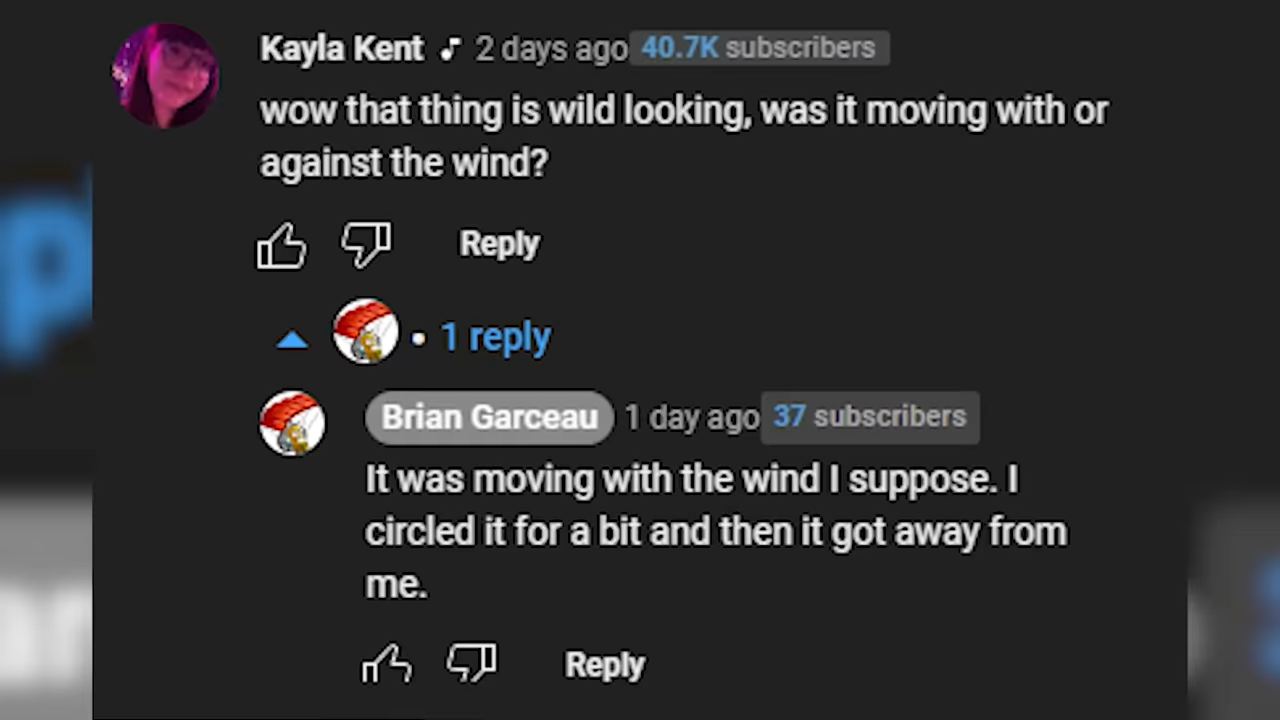 Kayla Kent 2 days ago 40.7K subscribers
wow that thing is wild looking, was it moving with or
against the wind?
Reply
• 1 reply
Brian Garceau 1 day ago 37 subscribers
It was moving with the wind I suppose. I
circled it for a bit and then it got away from
me.
Reply